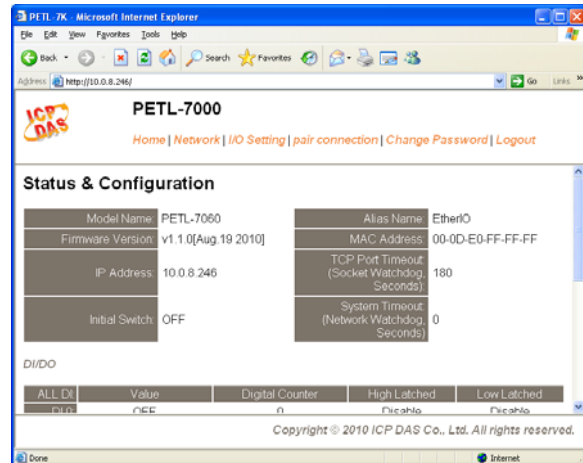 PETL-7K - Microsoft Internet Explorer
File Edit View Favorites Tools Help
Back Search Favorites
Address http://10.0.8.246/ Go Links »
ICP DAS
PETL-7000
Home | Network | I/O Setting | pair connection | Change Password | Logout
Status & Configuration
Model Name: PETL-7060 Alias Name: EtherIO
Firmware Version: v1.1.0[Aug.19 2010] MAC Address: 00-0D-E0-FF-FF-FF
IP Address: 10.0.8.246 TCP Port Timeout: (Socket Watchdog, Seconds): 180
Initial Switch: OFF System Timeout: (Network Watchdog, Seconds) 0
DI/DO
ALL DI: Value Digital Counter High Latched Low Latched
DI0: OFF 0 Disable Disable
Copyright © 2010 ICP DAS Co., Ltd. All rights reserved.
Done Internet